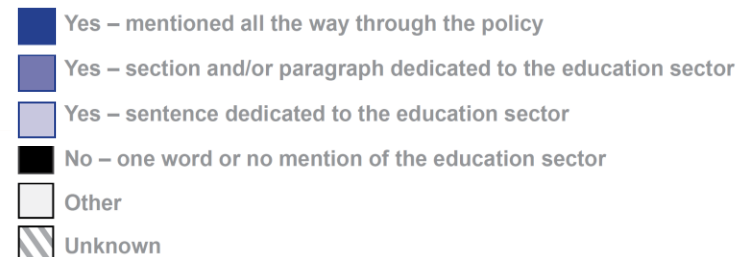 Yes – mentioned all the way through the policy
Yes – section and/or paragraph dedicated to the education sector
Yes – sentence dedicated to the education sector
No – one word or no mention of the education sector
Other
Unknown